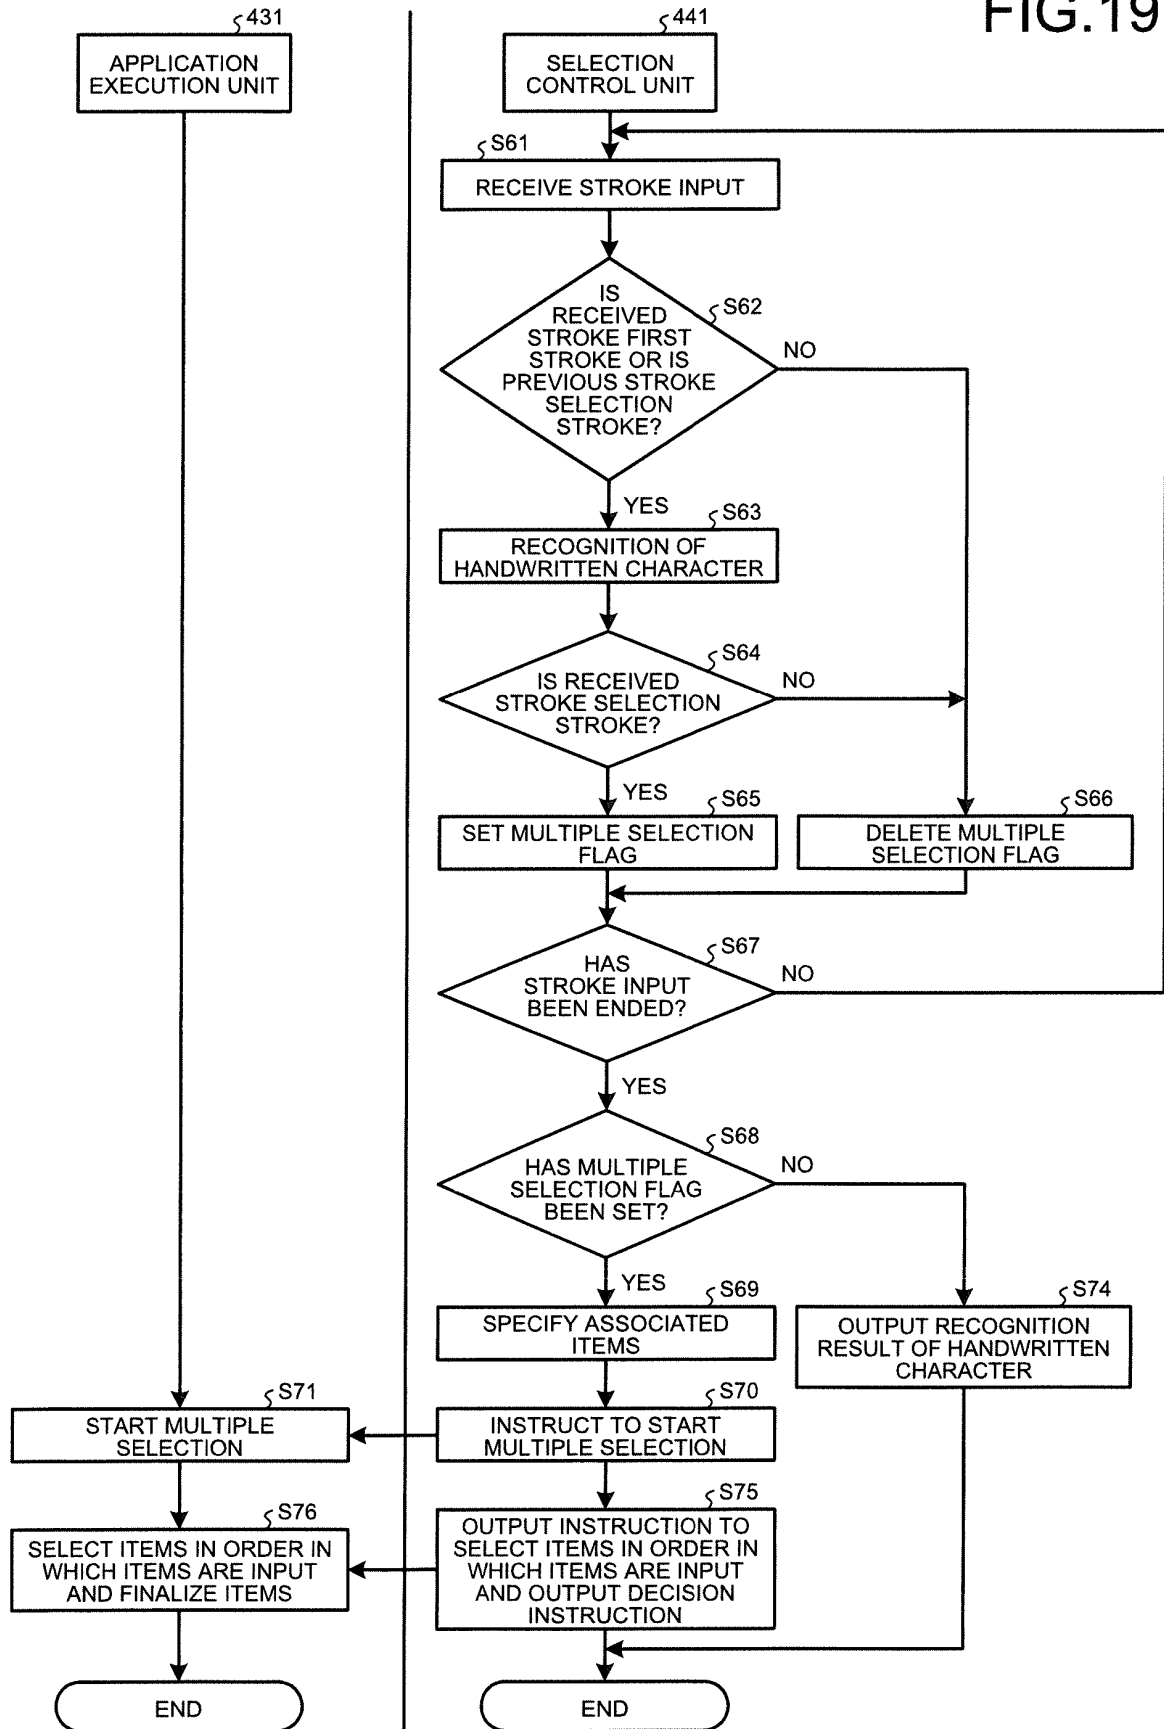 FIG.19
431
APPLICATION
EXECUTION UNIT
441
SELECTION
CONTROL UNIT
S61
RECEIVE STROKE INPUT
S62
IS
RECEIVED
STROKE FIRST
STROKE OR IS
PREVIOUS STROKE
SELECTION
STROKE?
NO
YES
S63
RECOGNITION OF
HANDWRITTEN CHARACTER
S64
IS RECEIVED
STROKE SELECTION
STROKE?
NO
YES
S65
SET MULTIPLE SELECTION
FLAG
S66
DELETE MULTIPLE
SELECTION FLAG
S67
HAS
STROKE INPUT
BEEN ENDED?
NO
YES
S68
HAS MULTIPLE
SELECTION FLAG
BEEN SET?
NO
YES
S69
SPECIFY ASSOCIATED
ITEMS
S74
OUTPUT RECOGNITION
RESULT OF HANDWRITTEN
CHARACTER
S71
START MULTIPLE
SELECTION
S70
INSTRUCT TO START
MULTIPLE SELECTION
S76
SELECT ITEMS IN ORDER IN
WHICH ITEMS ARE INPUT
AND FINALIZE ITEMS
S75
OUTPUT INSTRUCTION TO
SELECT ITEMS IN ORDER IN
WHICH ITEMS ARE INPUT
AND OUTPUT DECISION
INSTRUCTION
END
END